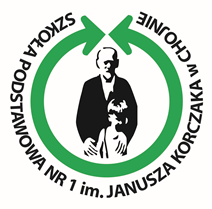 SZKOŁA PODSTAWOWA NR 1 im. JANUSZA KORCZAKA w CHOJNIE